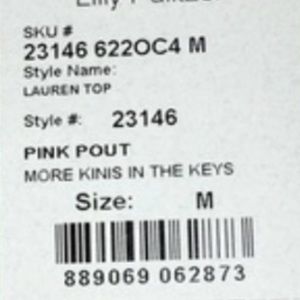 SKU #
23146 622OC4 M
Style Name:
LAUREN TOP
Style #: 23146
PINK POUT
MORE KINIS IN THE KEYS
Size: M
889069 062873